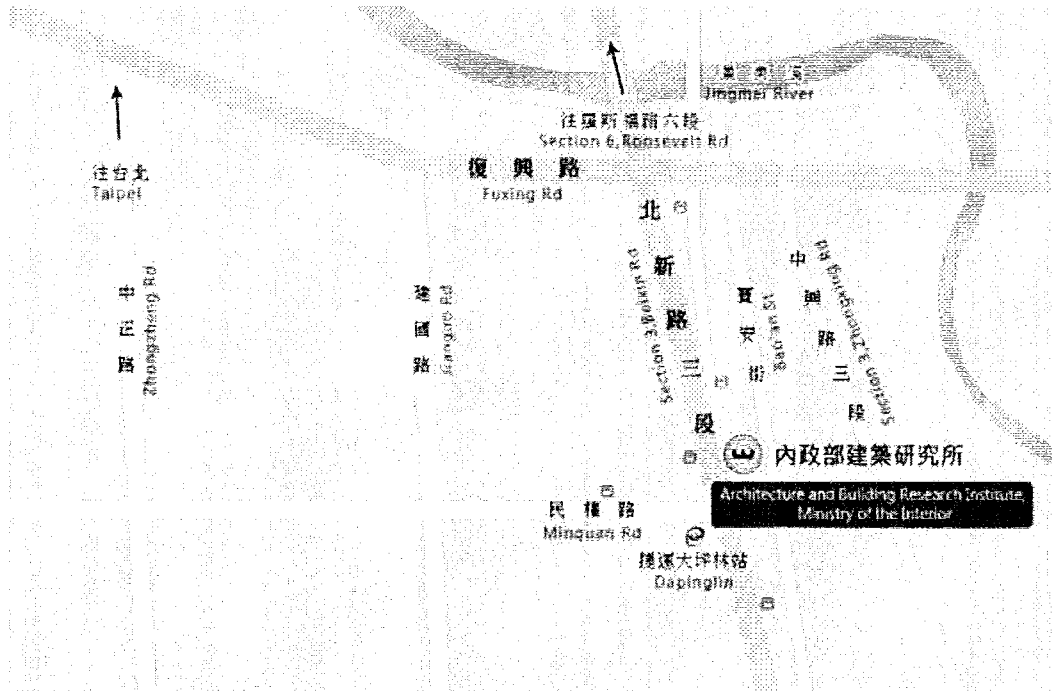 景美溪
Jingmei River
往羅斯福路六段
Section 6, Roosevelt Rd
往台北
Taipei
復興路
Fuxing Rd
北新路三段
Section 3, Beixin Rd
中正路
Zhongzheng Rd
建國路
Jianguo Rd
寶安街
Bao'an St
中興路三段
Section 3, Zhongxing Rd
內政部建築研究所
Architecture and Building Research Institute,
Ministry of the Interior
民權路
Minquan Rd
捷運大坪林站
Dapinglin